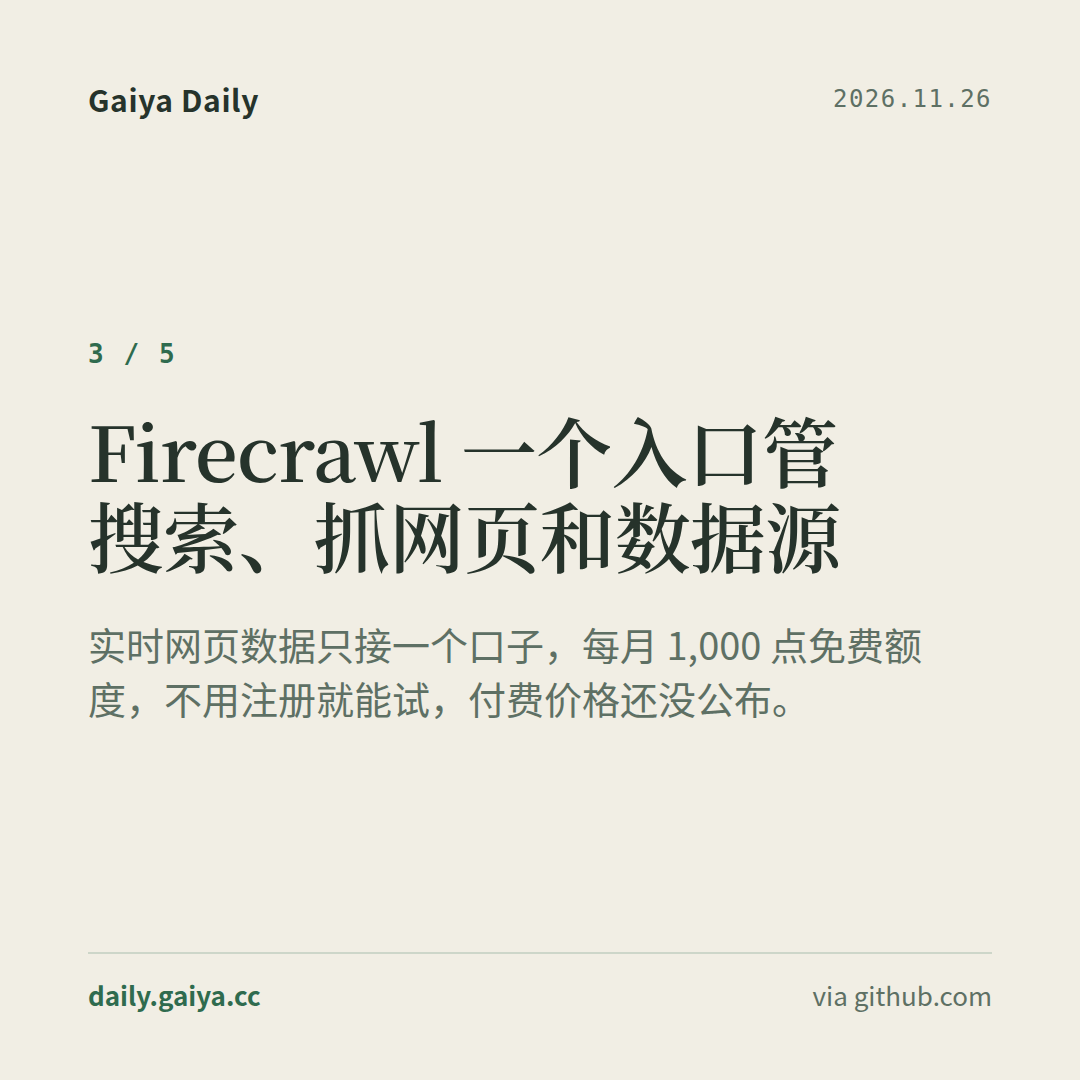 Gaiya Daily
2026.11.26
3 / 5
Firecrawl 一个入口管
搜索、抓网页和数据源
实时网页数据只接一个口子，每月 1,000 点免费额
度，不用注册就能试，付费价格还没公布。
daily.gaiya.cc
via github.com